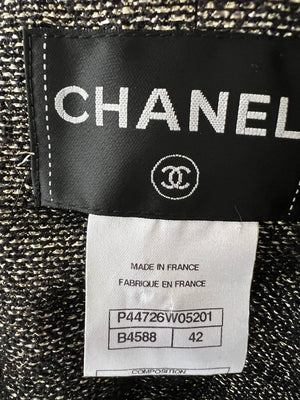 CHANEL
MADE IN FRANCE
FABRIQUE EN FRANCE
P44726W05201
B4588 42
COMPOSITION